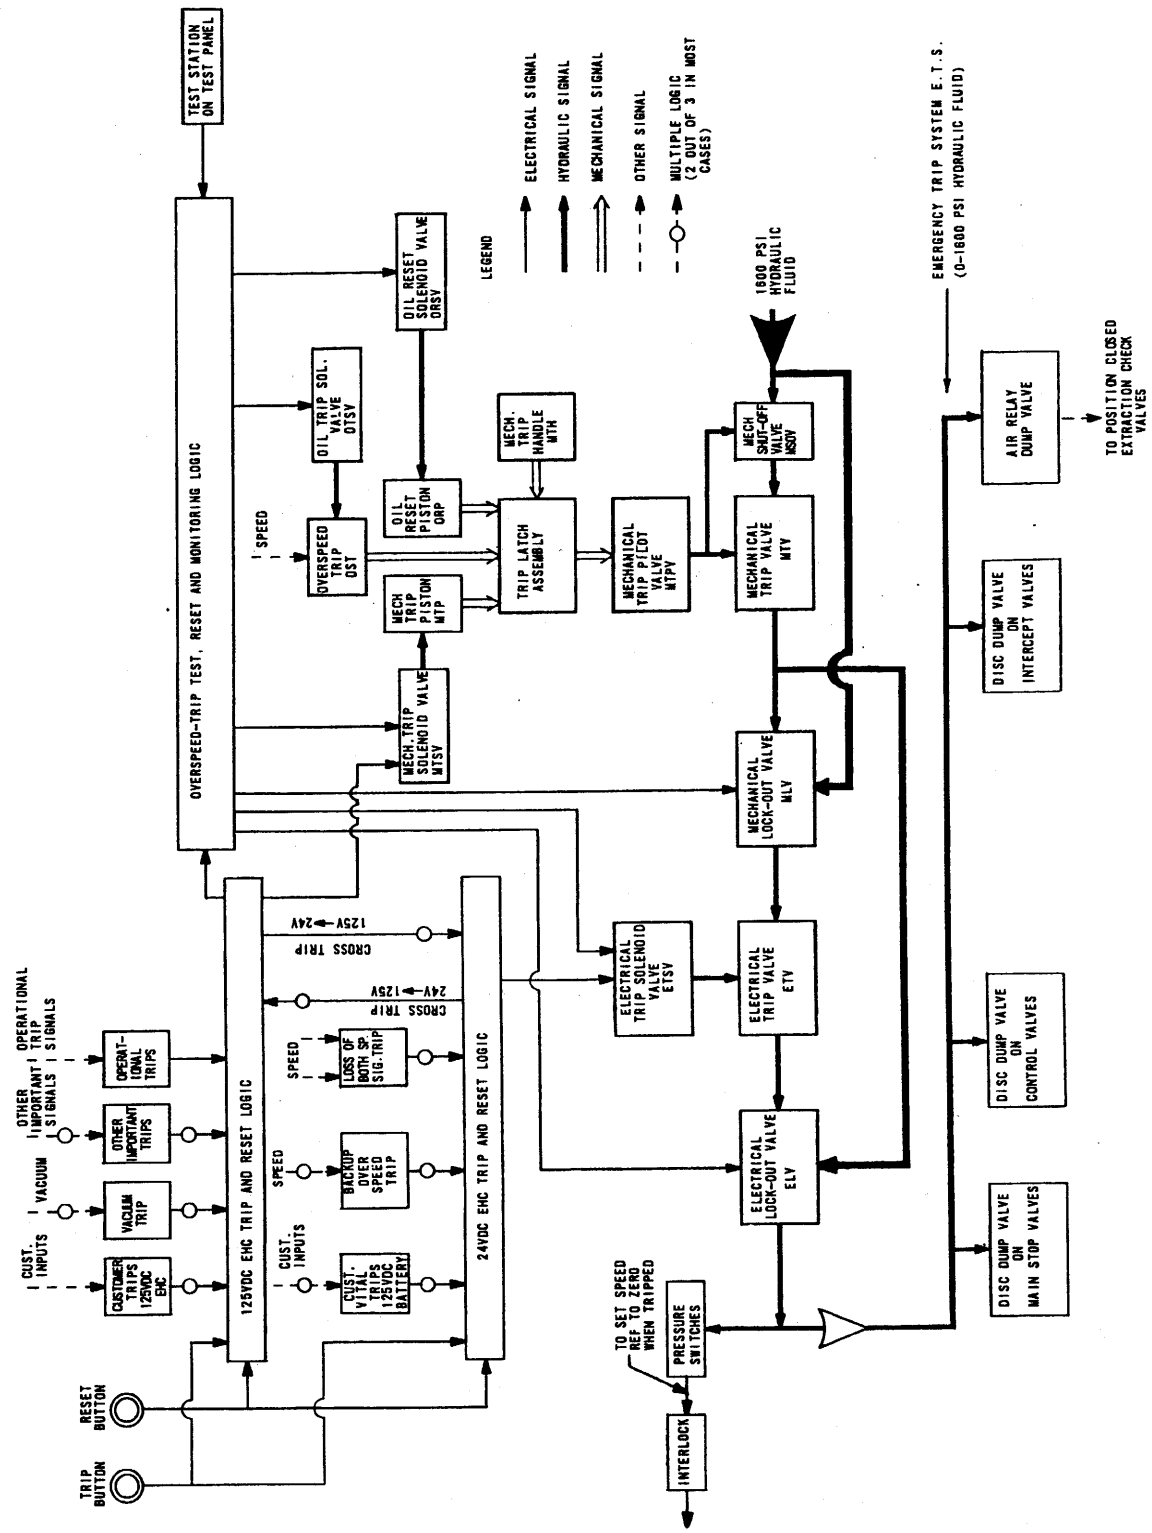 TRIP
BUTTON
RESET
BUTTON
CUST.
INPUTS
VACUUM
OTHER
IMPORTANT
SIGNALS
OPERATIONAL
TRIP
SIGNALS
CUSTOMER
TRIPS
125VDC
EHC
VACUUM
TRIP
OTHER
IMPORTANT
TRIPS
OPERAT-
IONAL
TRIPS
125VDC EHC TRIP AND RESET LOGIC
CUST.
INPUTS
SPEED
SPEED
CUST.
VITAL
TRIPS
125VDC
BATTERY
BACKUP
OVER
SPEED
TRIP
LOSS OF
BOTH SP
SIG.TRIP
CROSS TRIP
24V→125V
CROSS TRIP
125V→24V
24VDC EHC TRIP AND RESET LOGIC
OVERSPEED-TRIP TEST, RESET AND MONITORING LOGIC
TEST STATION
ON TEST PANEL
SPEED
OVERSPEED
TRIP
OST
OIL TRIP SOL.
VALVE
OTSV
OIL RESET
SOLENOID VALVE
ORSV
MECH.TRIP
SOLENOID VALVE
MTSV
MECH
TRIP
PISTON
MTP
OIL
RESET
PISTON
ORP
TRIP LATCH
ASSEMBLY
MECH.
TRIP
HANDLE
MTH
LEGEND
ELECTRICAL SIGNAL
HYDRAULIC SIGNAL
MECHANICAL SIGNAL
OTHER SIGNAL
MULTIPLE LOGIC
(2 OUT OF 3 IN MOST
CASES)
ELECTRICAL
TRIP SOLENOID
VALVE
ETSV
MECHANICAL
TRIP PILOT
VALVE
MTPV
TO SET SPEED
REF TO ZERO
WHEN TRIPPED
INTERLOCK
PRESSURE
SWITCHES
ELECTRICAL
LOCK-OUT VALVE
ELV
ELECTRICAL
TRIP VALVE
ETV
MECHANICAL
LOCK-OUT VALVE
MLV
MECHANICAL
TRIP VALVE
MTV
MECH
SHUT-OFF
VALVE
MSOV
1600 PSI
HYDRAULIC
FLUID
EMERGENCY TRIP SYSTEM E.T.S.
(0-1600 PSI HYDRAULIC FLUID)
DISC DUMP VALVE
ON
MAIN STOP VALVES
DISC DUMP VALVE
ON
CONTROL VALVES
DISC DUMP VALVE
ON
INTERCEPT VALVES
AIR RELAY
DUMP VALVE
TO POSITION CLOSED
EXTRACTION CHECK
VALVES